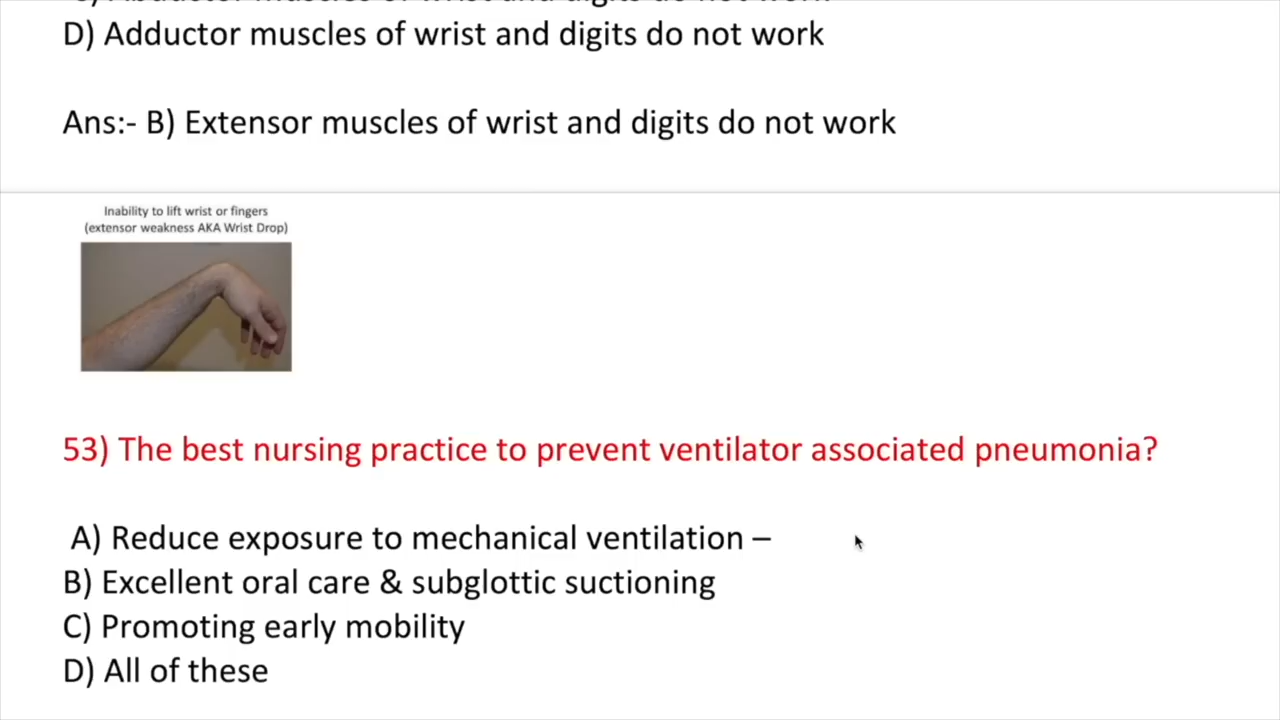 D) Adductor muscles of wrist and digits do not work
Ans:- B) Extensor muscles of wrist and digits do not work
Inability to lift wrist or fingers
(extensor weakness AKA Wrist Drop)
53) The best nursing practice to prevent ventilator associated pneumonia?
A) Reduce exposure to mechanical ventilation –
B) Excellent oral care & subglottic suctioning
C) Promoting early mobility
D) All of these